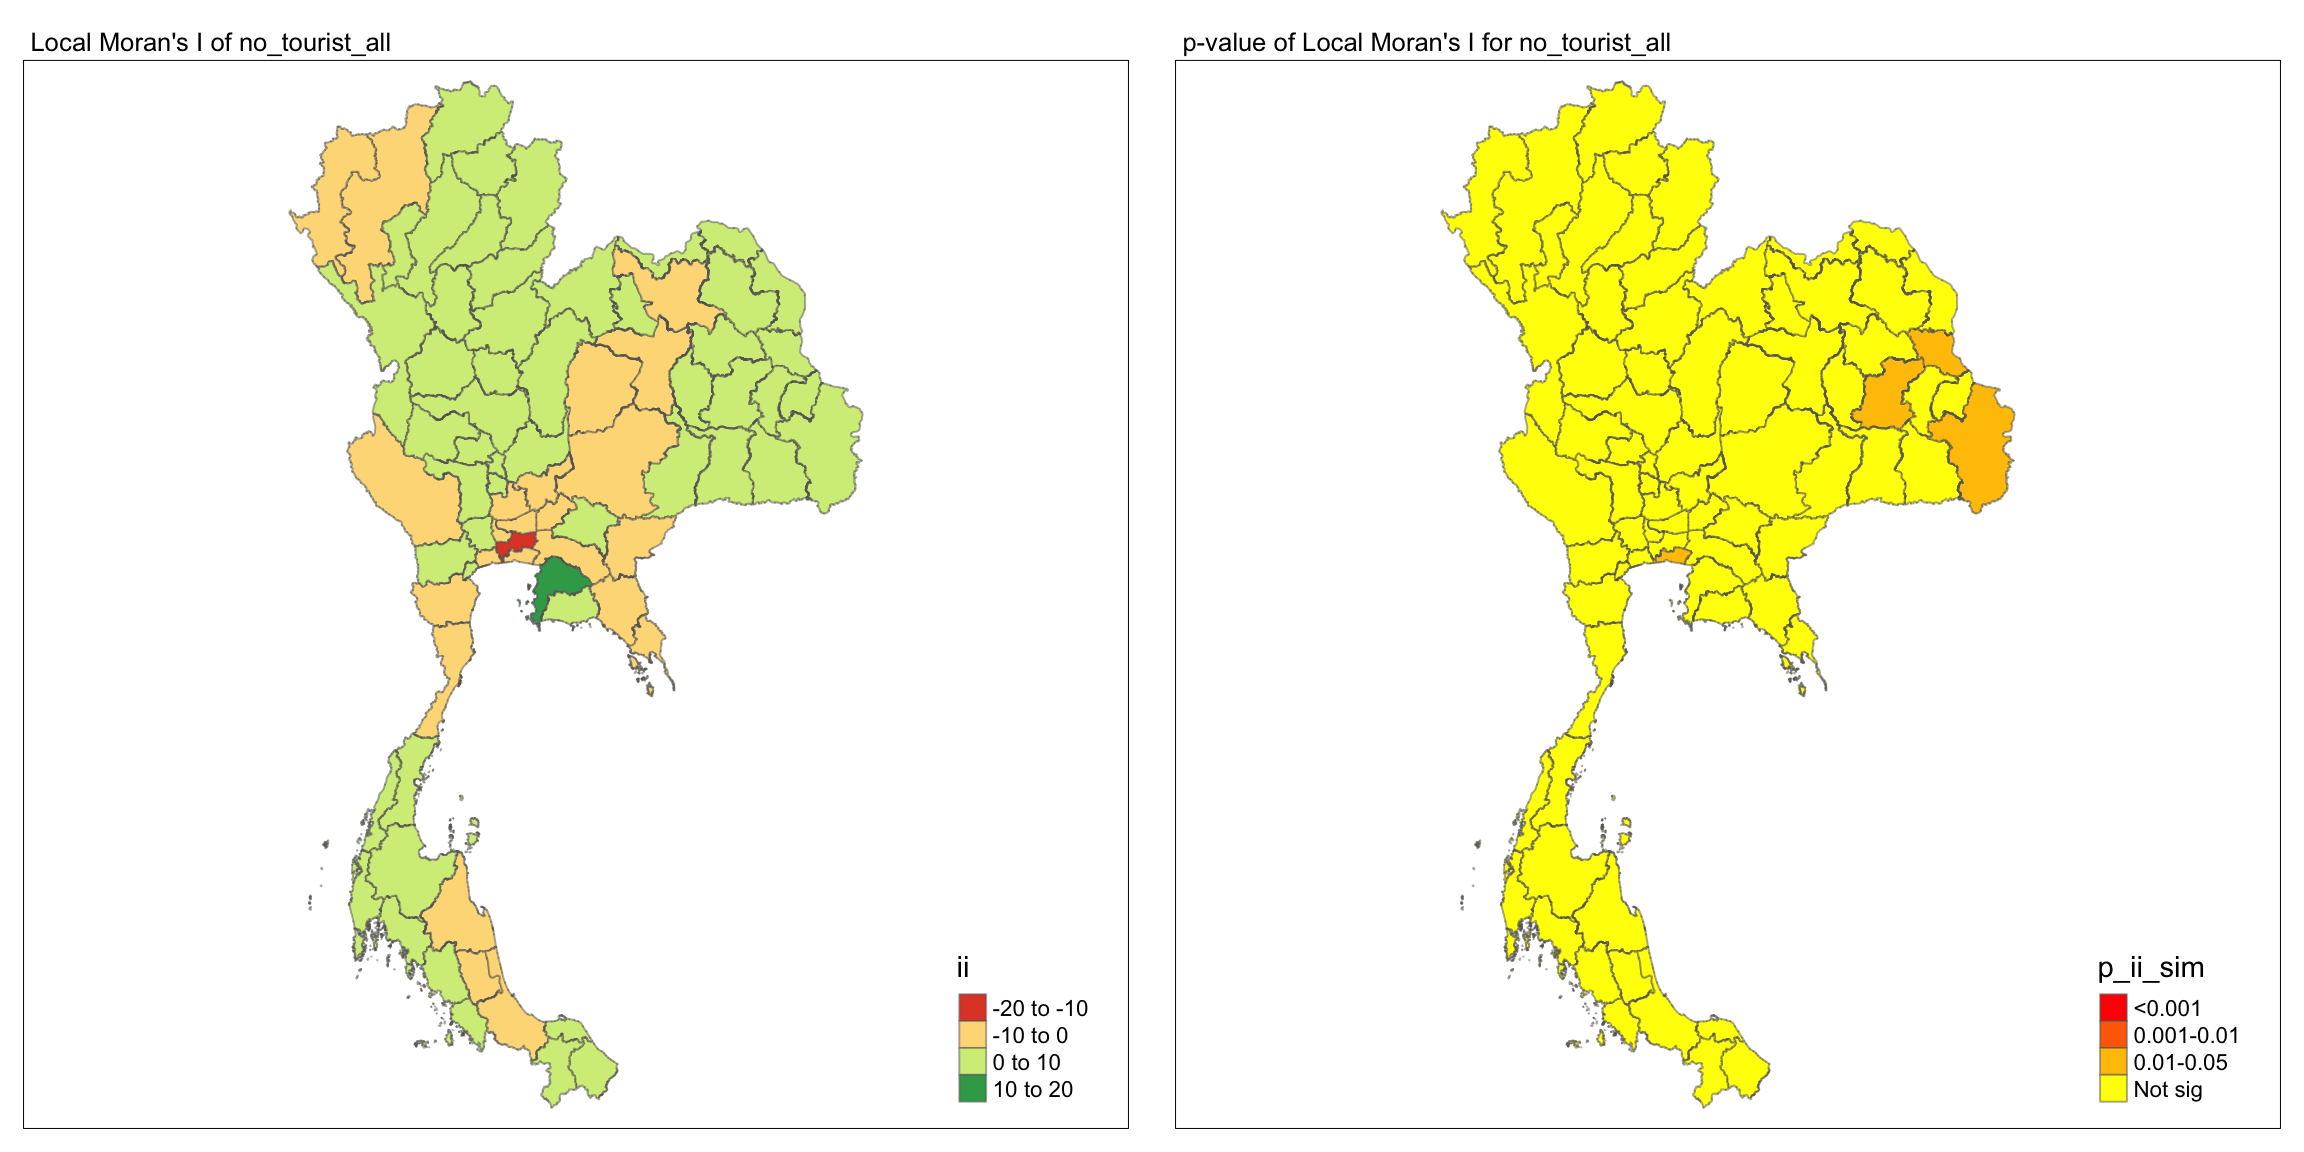 Local Moran's I of no_tourist_all
ii
-20 to -10
-10 to 0
0 to 10
10 to 20
p-value of Local Moran's I for no_tourist_all
p_ii_sim
<0.001
0.001-0.01
0.01-0.05
Not sig